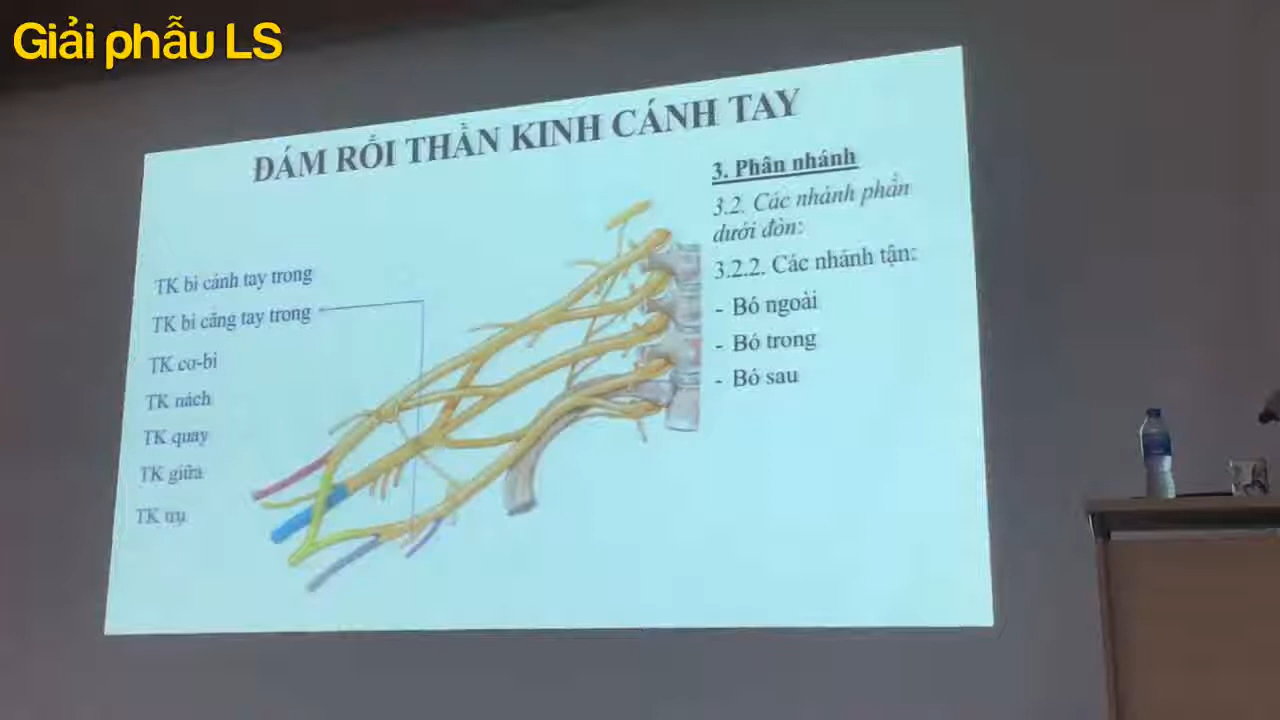 Giải phẫu LS
ĐÁM RỐI THẦN KINH CÁNH TAY
3. Phân nhánh
3.2. Các nhánh phần
dưới đòn:
3.2.2. Các nhánh tận:
- Bó ngoài
- Bó trong
- Bó sau
TK bì cánh tay trong
TK bì cẳng tay trong
TK cơ-bì
TK nách
TK quay
TK giữa
TK trụ